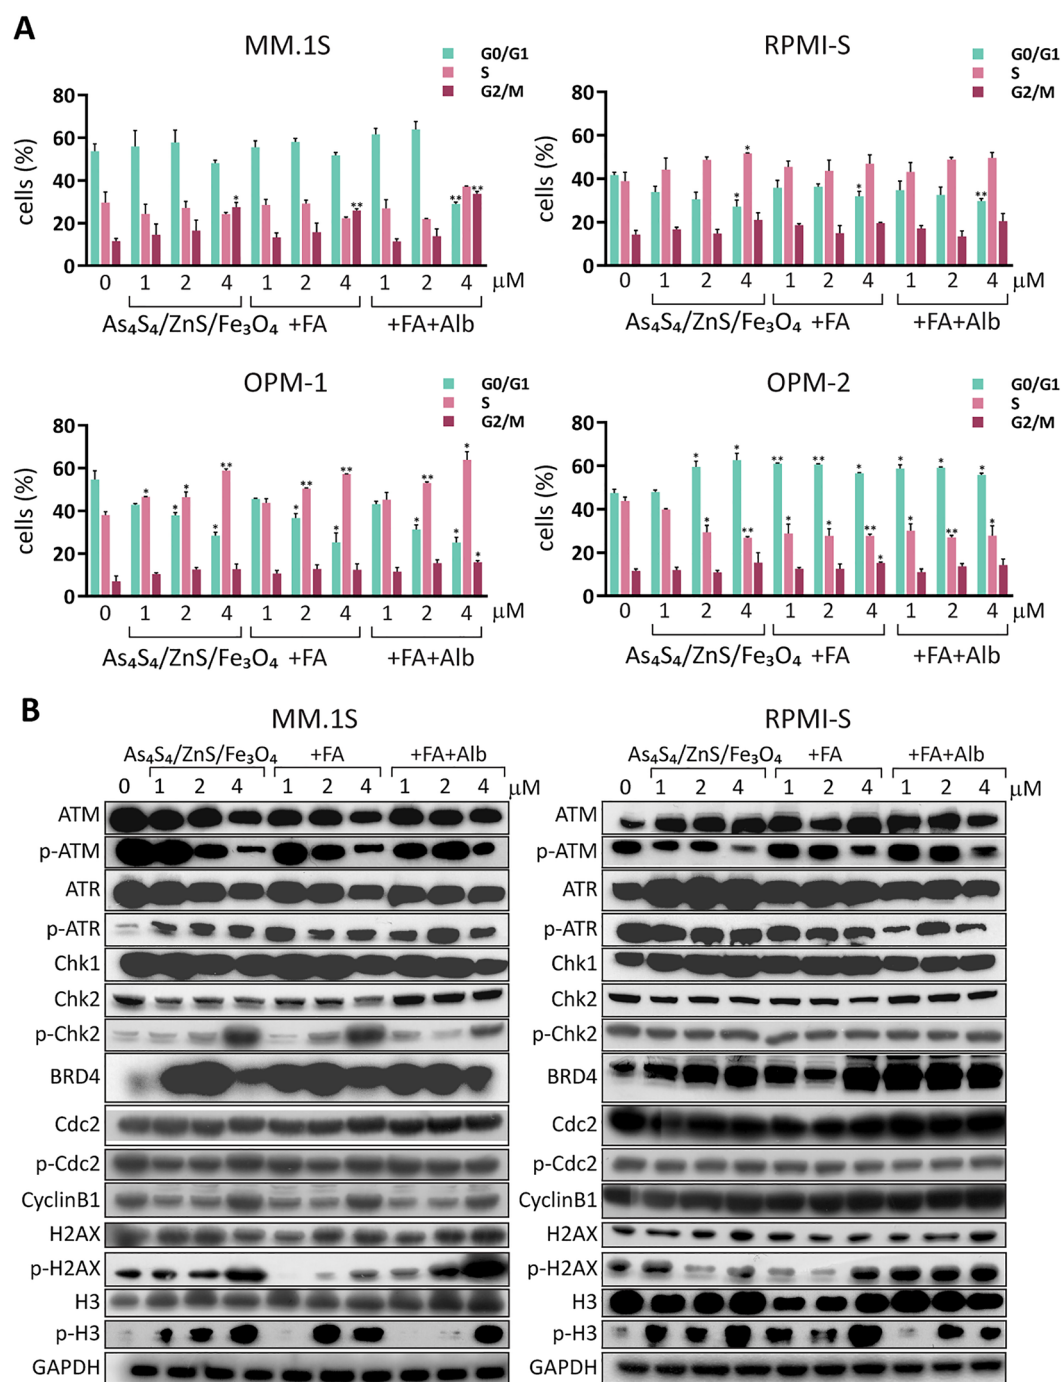 A
MM.1S
G0/G1
S
G2/M
cells (%)
80
60
40
20
0
* ** ** **
0 1 2 4 1 2 4 1 2 4 μM
As₄S₄/ZnS/Fe₃O₄ +FA +FA+Alb
RPMI-S
G0/G1
S
G2/M
cells (%)
80
60
40
20
0
* * * **
0 1 2 4 1 2 4 1 2 4 μM
As₄S₄/ZnS/Fe₃O₄ +FA +FA+Alb
OPM-1
G0/G1
S
G2/M
cells (%)
80
60
40
20
0
* * * * ** * ** * ** * ** * * *
0 1 2 4 1 2 4 1 2 4 μM
As₄S₄/ZnS/Fe₃O₄ +FA +FA+Alb
OPM-2
G0/G1
S
G2/M
cells (%)
80
60
40
20
0
* * * ** ** * ** * * ** * * * * ** * *
0 1 2 4 1 2 4 1 2 4 μM
As₄S₄/ZnS/Fe₃O₄ +FA +FA+Alb
B
MM.1S
As₄S₄/ZnS/Fe₃O₄ +FA +FA+Alb
0 1 2 4 1 2 4 1 2 4 μM
ATM
p-ATM
ATR
p-ATR
Chk1
Chk2
p-Chk2
BRD4
Cdc2
p-Cdc2
CyclinB1
H2AX
p-H2AX
H3
p-H3
GAPDH
RPMI-S
As₄S₄/ZnS/Fe₃O₄ +FA +FA+Alb
0 1 2 4 1 2 4 1 2 4 μM
ATM
p-ATM
ATR
p-ATR
Chk1
Chk2
p-Chk2
BRD4
Cdc2
p-Cdc2
CyclinB1
H2AX
p-H2AX
H3
p-H3
GAPDH